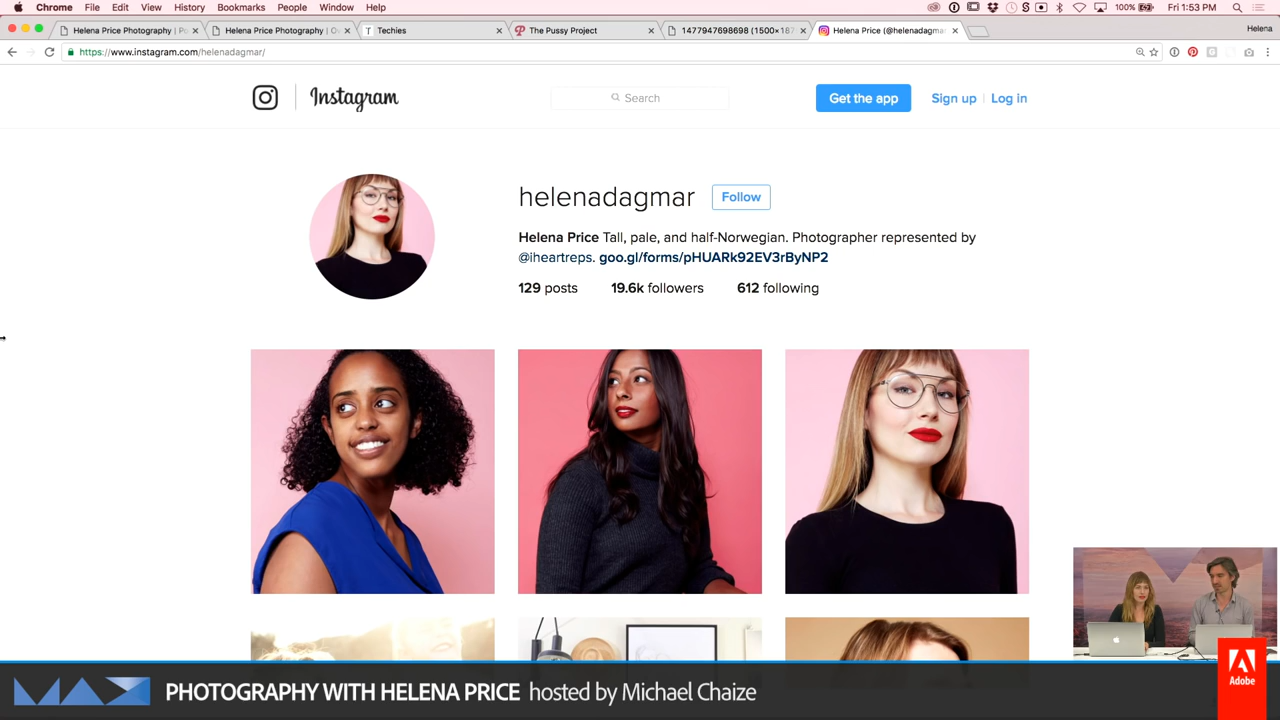 Chrome File Edit View History Bookmarks People Window Help 100% Fri 1:53 PM
Helena Price Photography | Po Helena Price Photography | O Techies The Pussy Project 1477947698698 (1500×187 Helena Price (@helenadagmar Helena
https://www.instagram.com/helenadagmar/
Instagram Search Get the app Sign up Log in
helenadagmar Follow
Helena Price Tall, pale, and half-Norwegian. Photographer represented by
@iheartreps. goo.gl/forms/pHUARk92EV3rByNP2
129 posts 19.6k followers 612 following
MAX PHOTOGRAPHY WITH HELENA PRICE hosted by Michael Chaize
Adobe